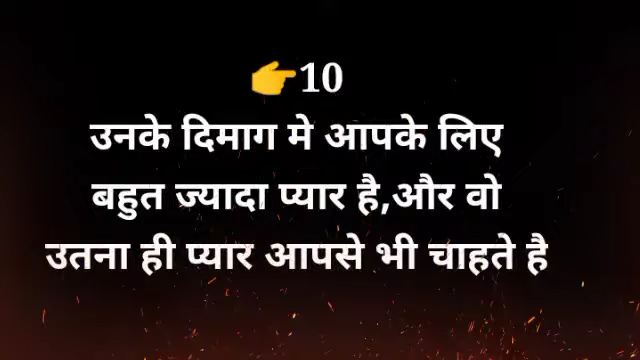 👉10
उनके दिमाग मे आपके लिए
बहुत ज्यादा प्यार है,और वो
उतना ही प्यार आपसे भी चाहते है